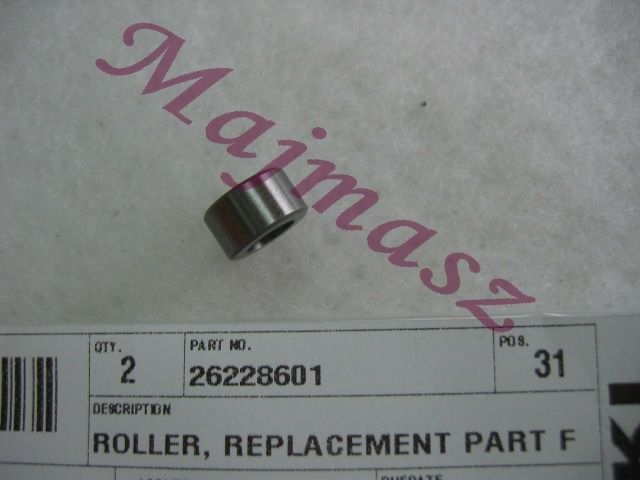 Majmasz
QTY. PART NO. POS.
2 26228601 31
DESCRIPTION
ROLLER, REPLACEMENT PART F